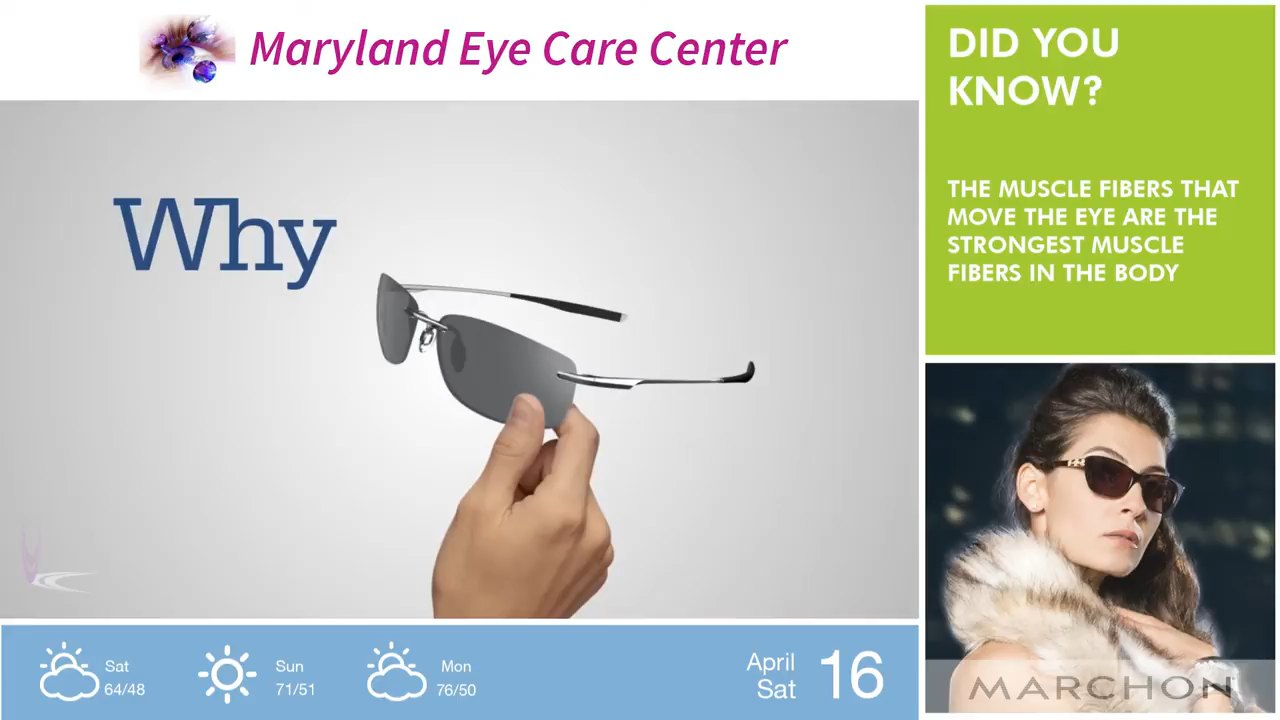 Maryland Eye Care Center
Why
DID YOU
KNOW?
THE MUSCLE FIBERS THAT
MOVE THE EYE ARE THE
STRONGEST MUSCLE
FIBERS IN THE BODY
MARCHON
Sat
64/48
Sun
71/51
Mon
76/50
April
Sat
16